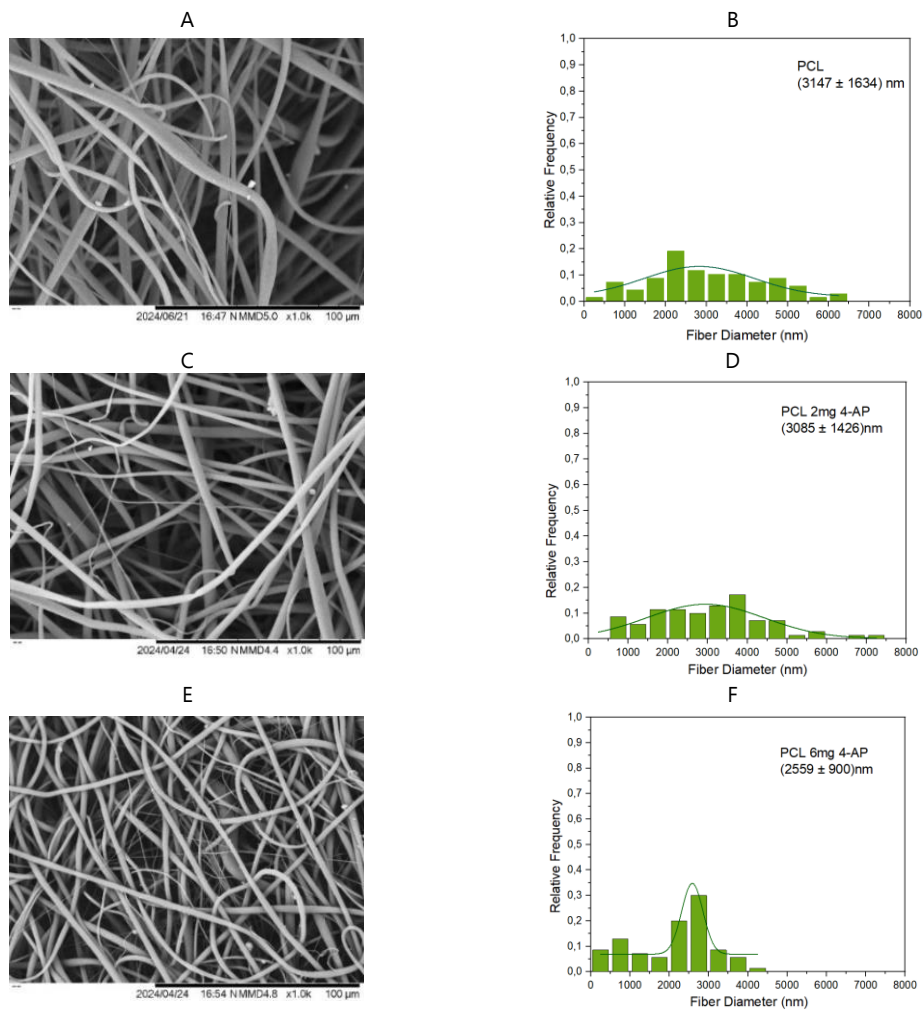 A
2024/06/21 16:47 N MMD5.0 x1.0k 100 µm
B
PCL
(3147 ± 1634) nm
Relative Frequency
1,0
0,9
0,8
0,7
0,6
0,5
0,4
0,3
0,2
0,1
0,0
0 1000 2000 3000 4000 5000 6000 7000 8000
Fiber Diameter (nm)
C
2024/04/24 16:50 N MMD4.4 x1.0k 100 µm
D
PCL 2mg 4-AP
(3085 ± 1426)nm
Relative Frequency
1,0
0,9
0,8
0,7
0,6
0,5
0,4
0,3
0,2
0,1
0,0
0 1000 2000 3000 4000 5000 6000 7000 8000
Fiber Diameter (nm)
E
2024/04/24 16:54 N MMD4.8 x1.0k 100 µm
F
PCL 6mg 4-AP
(2559 ± 900)nm
Relative Frequency
1,0
0,9
0,8
0,7
0,6
0,5
0,4
0,3
0,2
0,1
0,0
0 1000 2000 3000 4000 5000 6000 7000 8000
Fiber Diameter (nm)